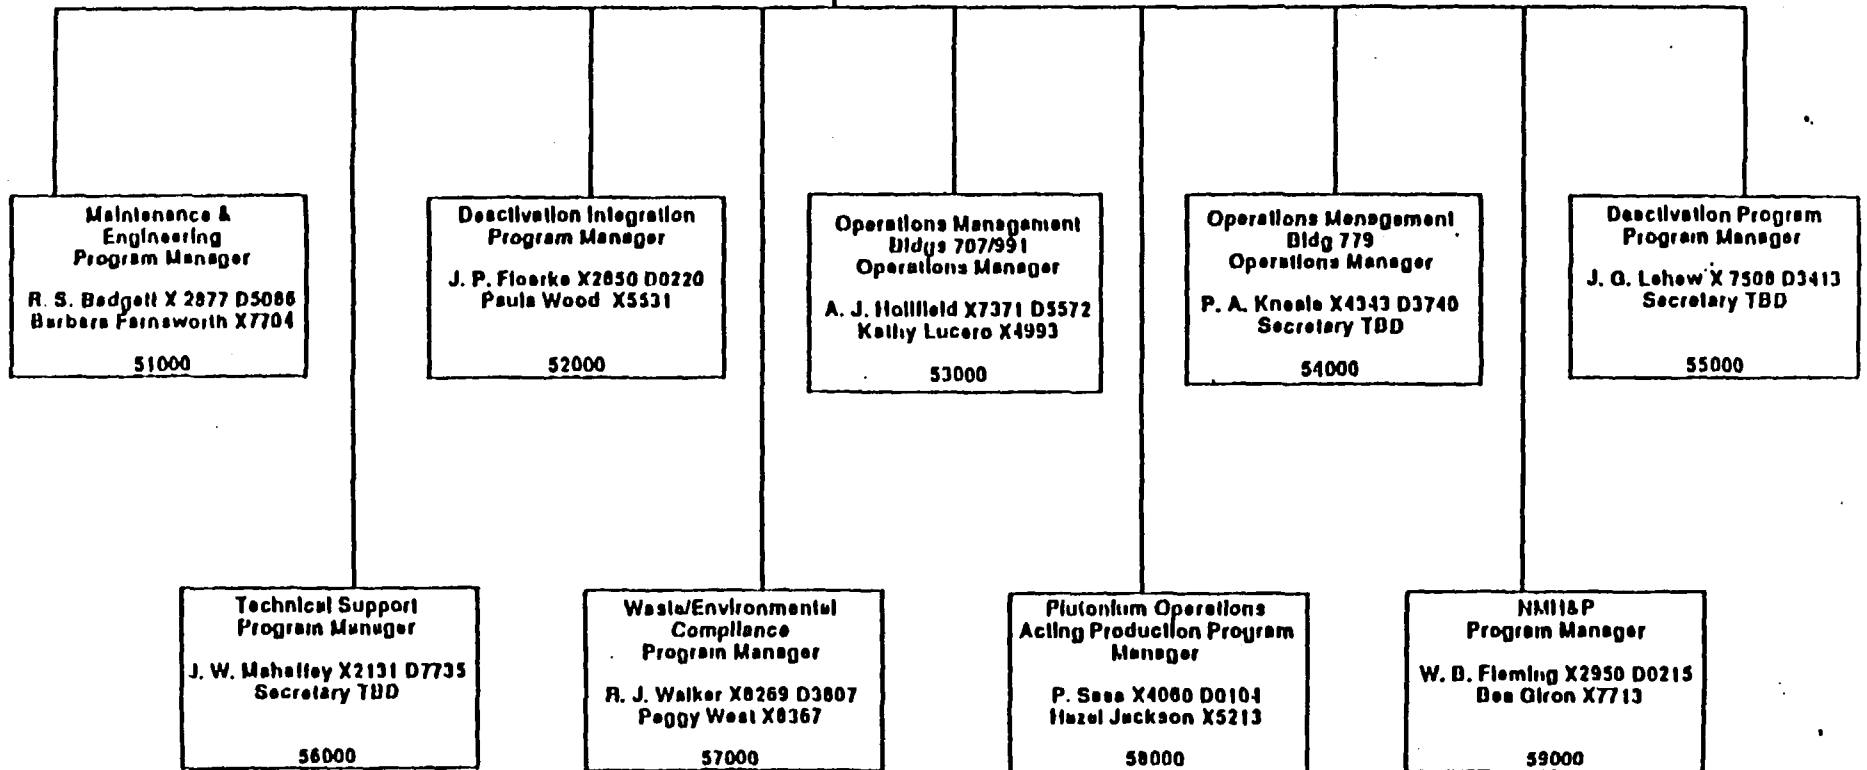 Maintenance &
Engineering
Program Manager
R. S. Badgett X 2877 D5086
Barbara Farnsworth X7704
51000
Deactivation Integration
Program Manager
J. P. Floerke X2850 D0220
Paula Wood X5531
52000
Operations Management
Bldgs 707/991
Operations Manager
A. J. Hollifield X7371 D5572
Kathy Lucero X4993
53000
Operations Management
Bldg 779
Operations Manager
P. A. Kneale X4343 D3740
Secretary TBD
54000
Deactivation Program
Program Manager
J. G. Lehew X 7508 D3413
Secretary TBD
55000
Technical Support
Program Manager
J. W. Mahaffey X2131 D7735
Secretary TBD
56000
Waste/Environmental
Compliance
Program Manager
R. J. Walker X8269 D3807
Peggy West X8367
57000
Plutonium Operations
Acting Production Program
Manager
P. Sasa X4060 D0104
Hazel Jackson X5213
58000
NMH&P
Program Manager
W. B. Fleming X2950 D0215
Bea Giron X7713
59000